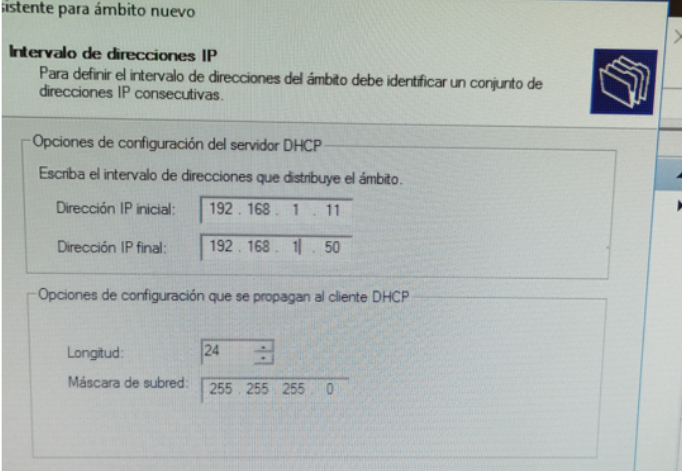 sistente para ámbito nuevo
Intervalo de direcciones IP
Para definir el intervalo de direcciones del ámbito debe identificar un conjunto de
direcciones IP consecutivas.
Opciones de configuración del servidor DHCP
Escriba el intervalo de direcciones que distribuye el ámbito.
Dirección IP inicial: 192 . 168 . 1 . 11
Dirección IP final: 192 . 168 . 1 . 50
Opciones de configuración que se propagan al cliente DHCP
Longitud: 24
Máscara de subred: 255 . 255 . 255 . 0